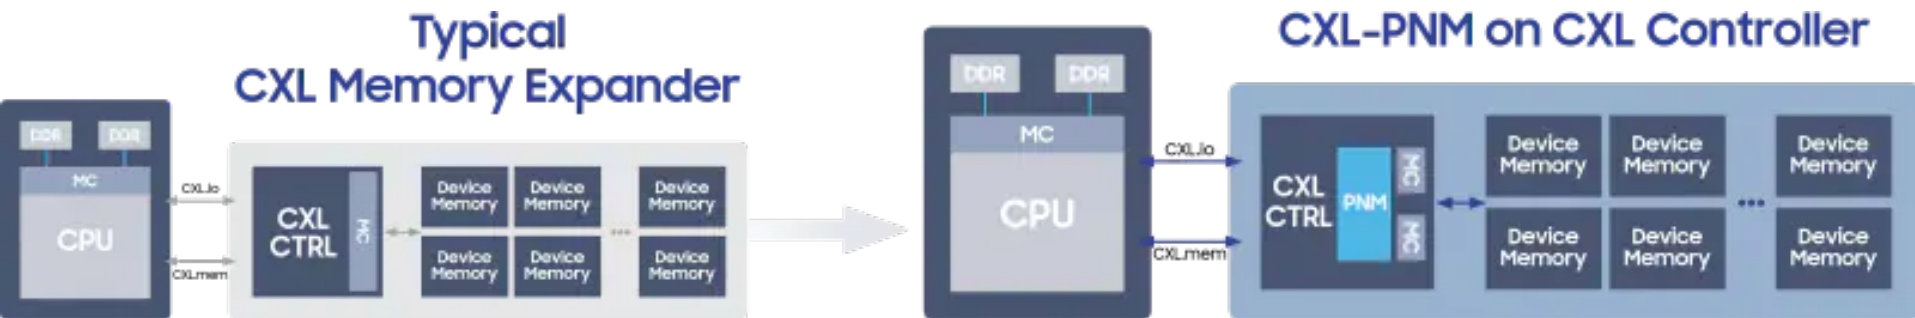 Typical
CXL Memory Expander
DDR
DDR
MC
CPU
CXL.io
CXL.mem
CXL
CTRL
MC
Device
Memory
Device
Memory
Device
Memory
Device
Memory
Device
Memory
Device
Memory
...
CXL-PNM on CXL Controller
DDR
DDR
MC
CPU
CXL.io
CXL.mem
CXL
CTRL
PNM
MC
MC
Device
Memory
Device
Memory
Device
Memory
Device
Memory
Device
Memory
Device
Memory
...